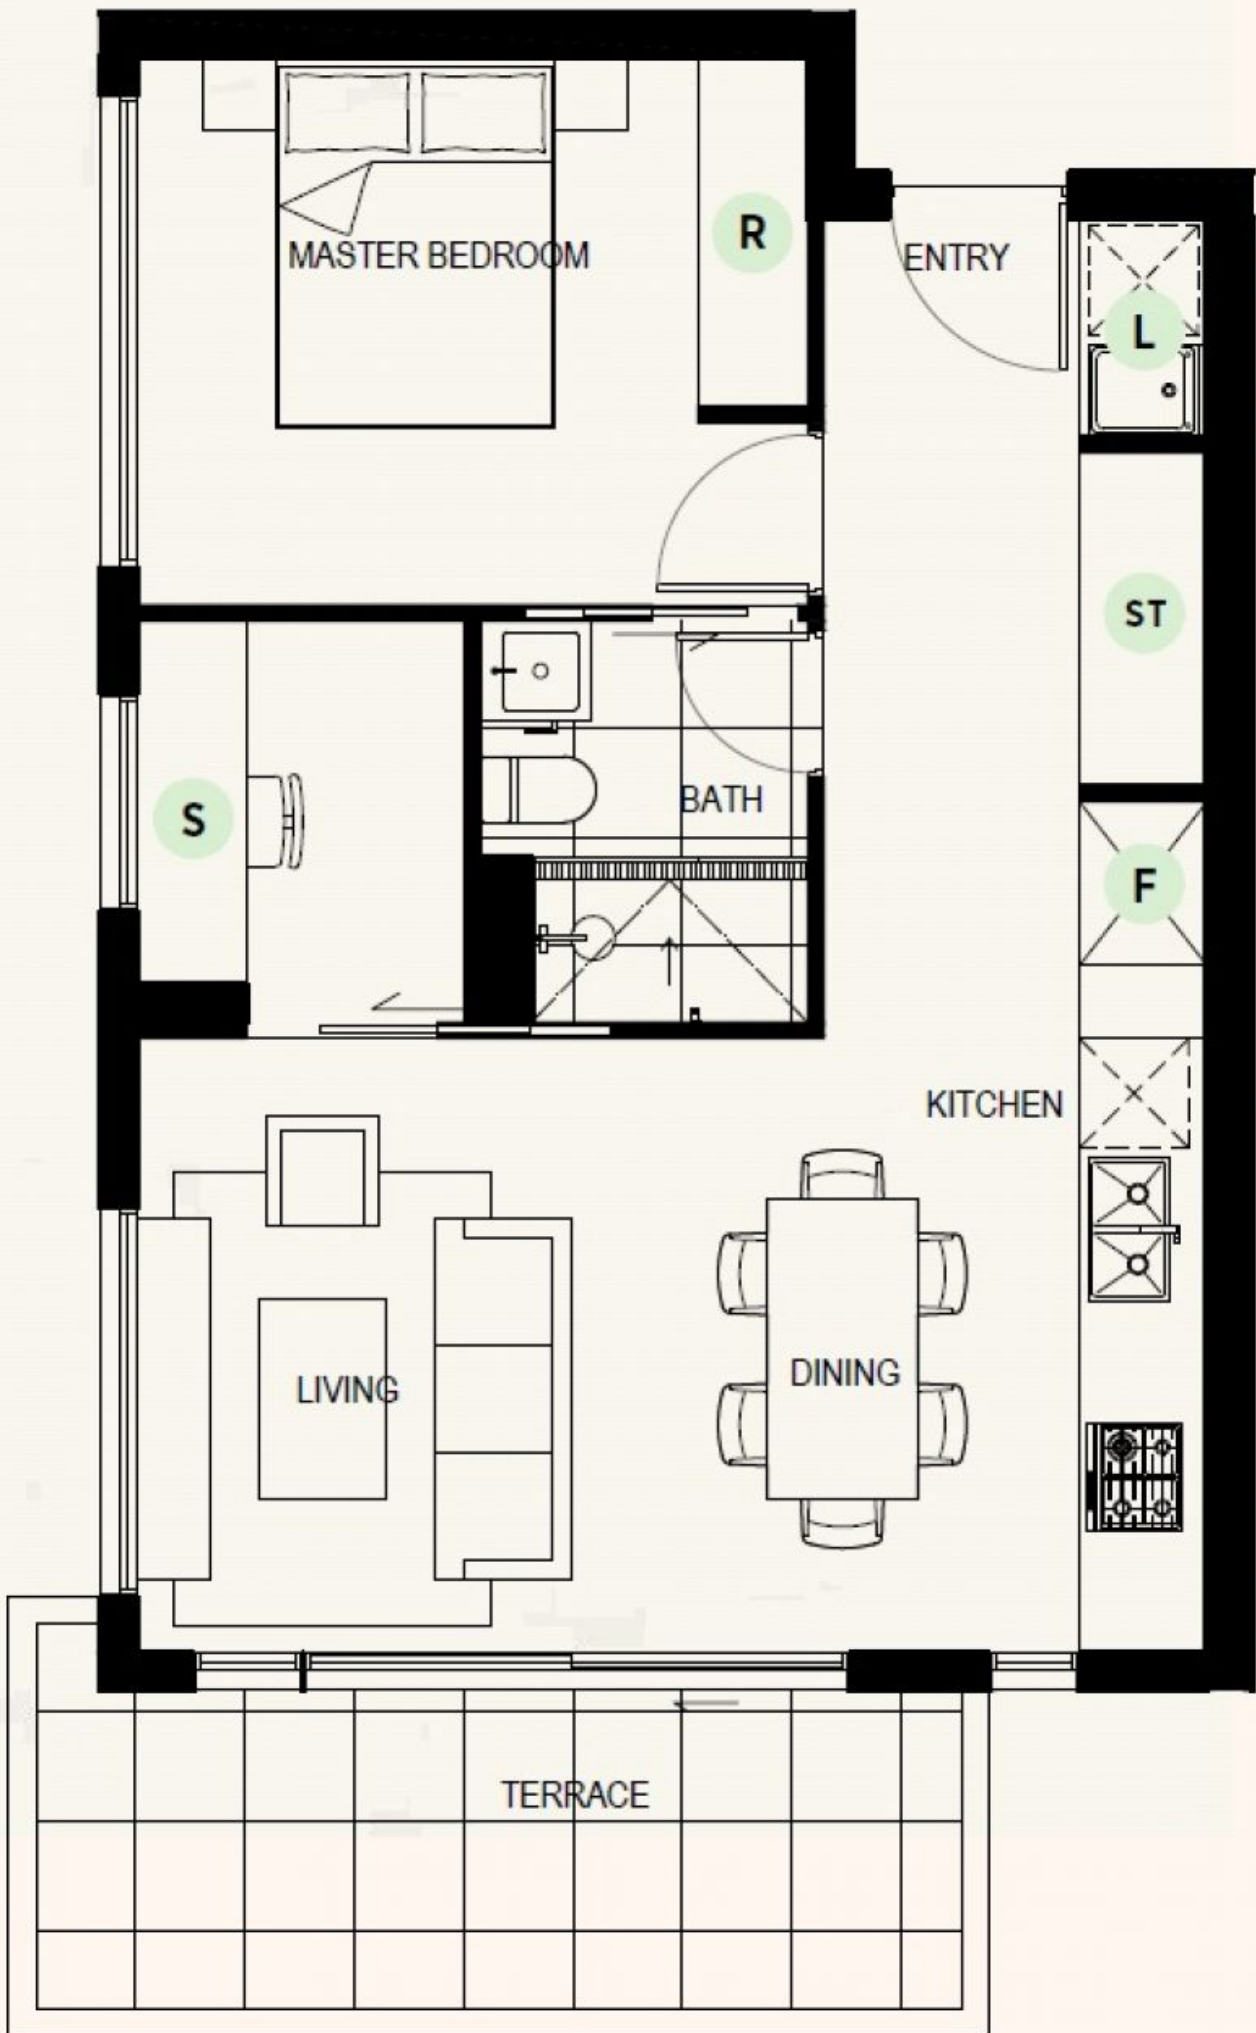 R
MASTER BEDROOM
ENTRY
L
ST
S
BATH
F
KITCHEN
LIVING
DINING
TERRACE